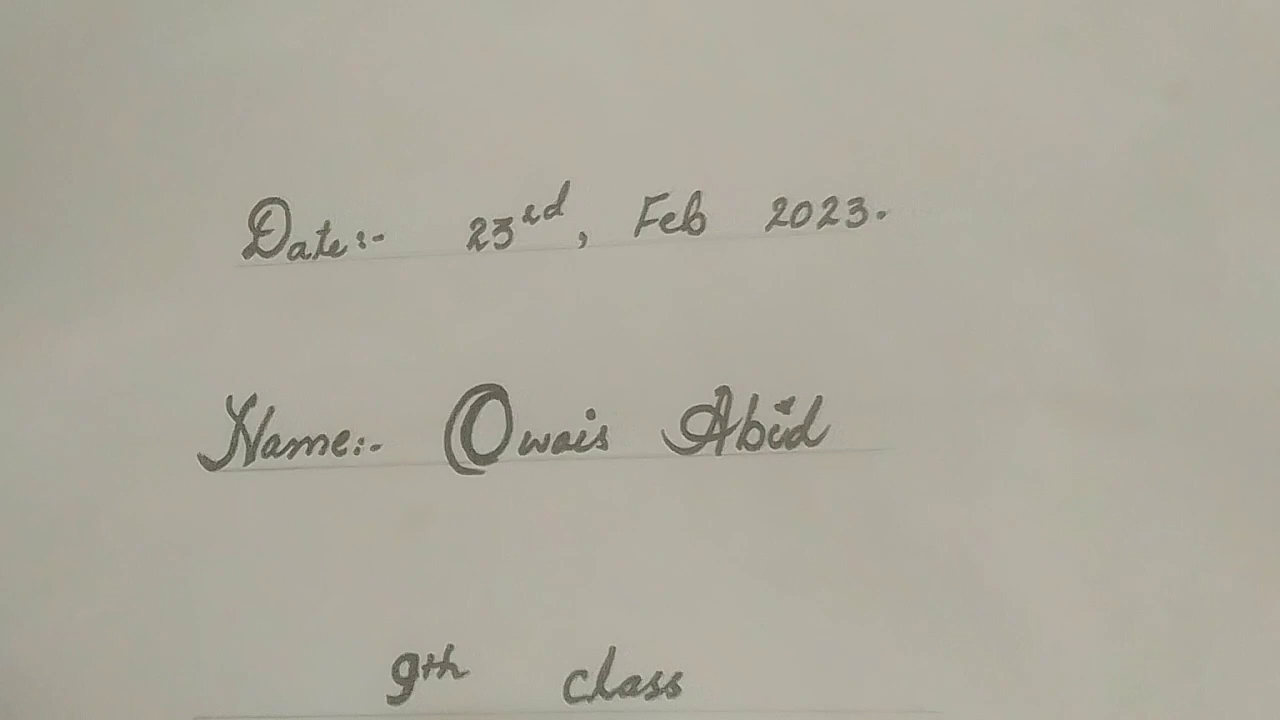 Date:- 23rd, Feb 2023.
Name:- Owais Abid
9th class